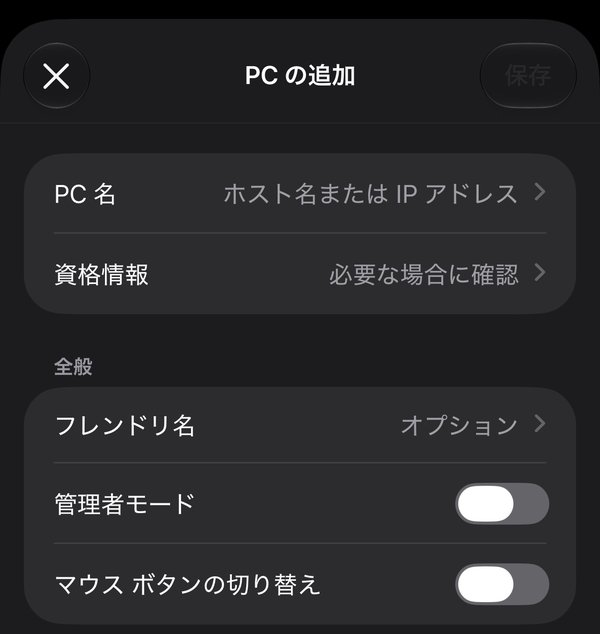 PC の追加
保存
PC 名
ホスト名または IP アドレス
資格情報
必要な場合に確認
全般
フレンドリ名
オプション
管理者モード
マウス ボタンの切り替え